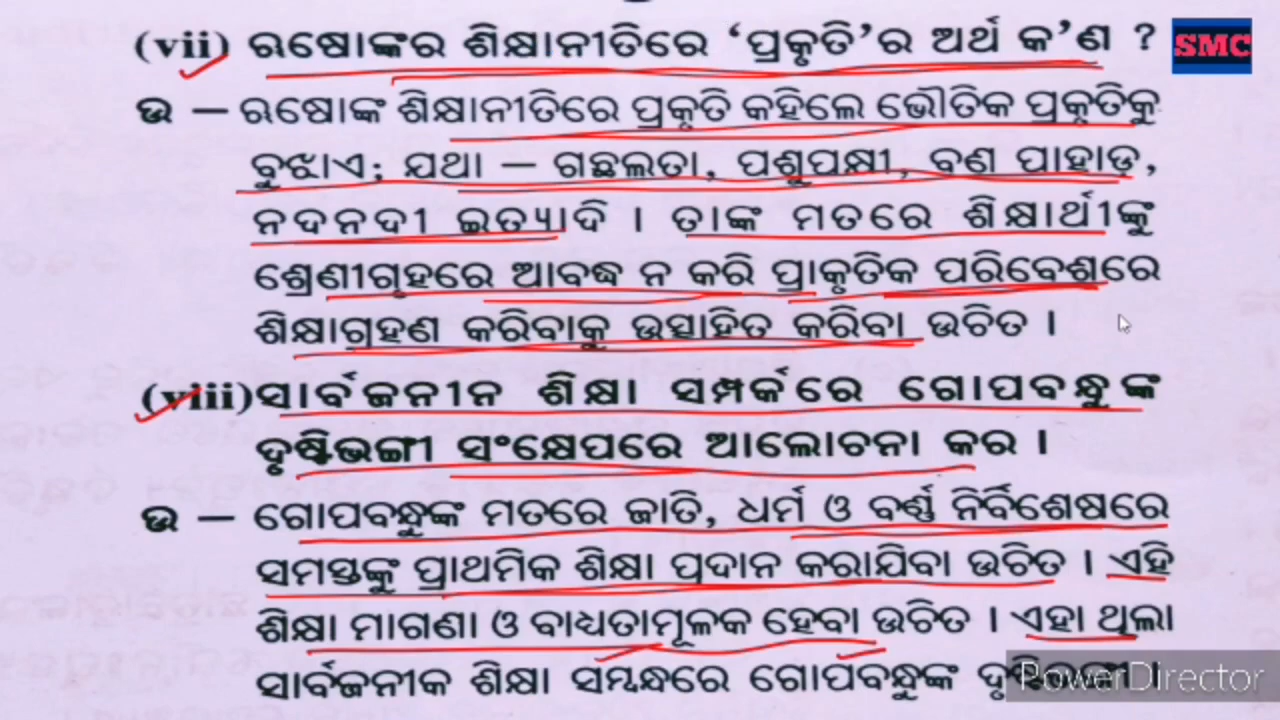 (vii) ଋଷୋଙ୍କର ଶିକ୍ଷାନୀତିରେ ‘ପ୍ରକୃତି’ର ଅର୍ଥ କ’ଣ ?
SMC
ଉ – ଋଷୋଙ୍କ ଶିକ୍ଷାନୀତିରେ ପ୍ରକୃତି କହିଲେ ଭୌତିକ ପ୍ରକୃତିକୁ
ବୁଝାଏ; ଯଥା – ଗଛଲତା, ପଶୁପକ୍ଷୀ, ବଣ ପାହାଡ,
ନଦନଦୀ ଇତ୍ୟାଦି । ତାଙ୍କ ମତରେ ଶିକ୍ଷାର୍ଥୀଙ୍କୁ
ଶ୍ରେଣୀଗୃହରେ ଆବଦ୍ଧ ନ କରି ପ୍ରାକୃତିକ ପରିବେଶରେ
ଶିକ୍ଷାଗ୍ରହଣ କରିବାକୁ ଉତ୍ସାହିତ କରିବା ଉଚିତ ।
(viii) ସାର୍ବଜନୀନ ଶିକ୍ଷା ସମ୍ପର୍କରେ ଗୋପବନ୍ଧୁଙ୍କ
ଦୃଷ୍ଟିଭଙ୍ଗୀ ସଂକ୍ଷେପରେ ଆଲୋଚନା କର ।
ଉ – ଗୋପବନ୍ଧୁଙ୍କ ମତରେ ଜାତି, ଧର୍ମ ଓ ବର୍ଣ୍ଣ ନିର୍ବିଶେଷରେ
ସମସ୍ତଙ୍କୁ ପ୍ରାଥମିକ ଶିକ୍ଷା ପ୍ରଦାନ କରାଯିବା ଉଚିତ । ଏହି
ଶିକ୍ଷା ମାଗଣା ଓ ବାଧ୍ୟତାମୂଳକ ହେବା ଉଚିତ । ଏହା ଥିଲା
ସାର୍ବଜନୀକ ଶିକ୍ଷା ସମ୍ବନ୍ଧରେ ଗୋପବନ୍ଧୁଙ୍କ ଦୃଷ୍ଟିଭଙ୍ଗୀ ।
PowerDirector